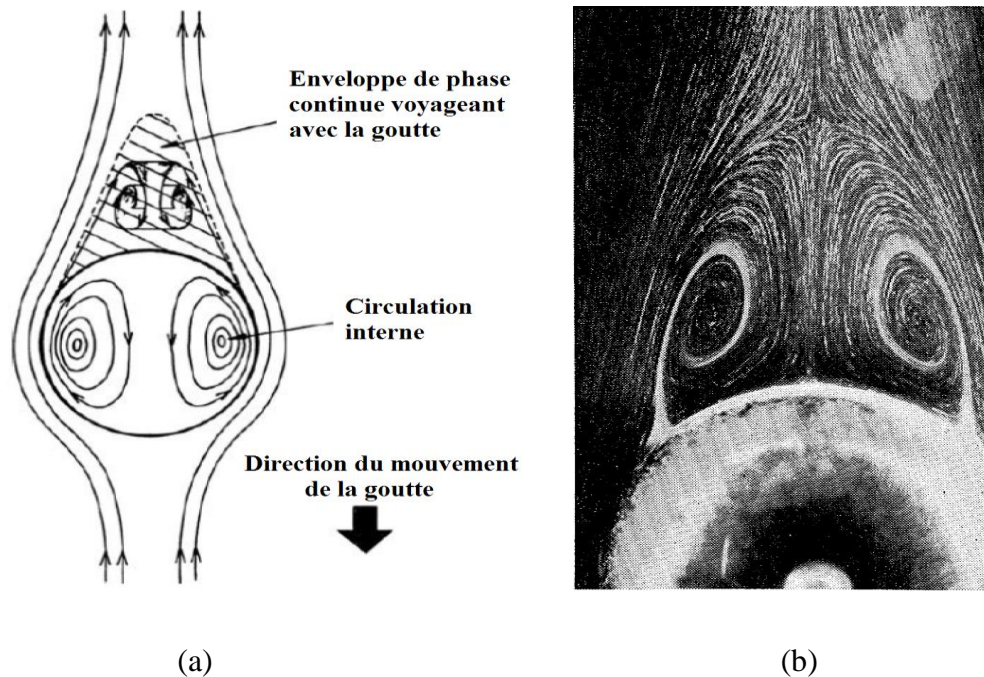 Enveloppe de phase
continue voyageant
avec la goutte
Circulation
interne
Direction du mouvement
de la goutte
(a)
(b)